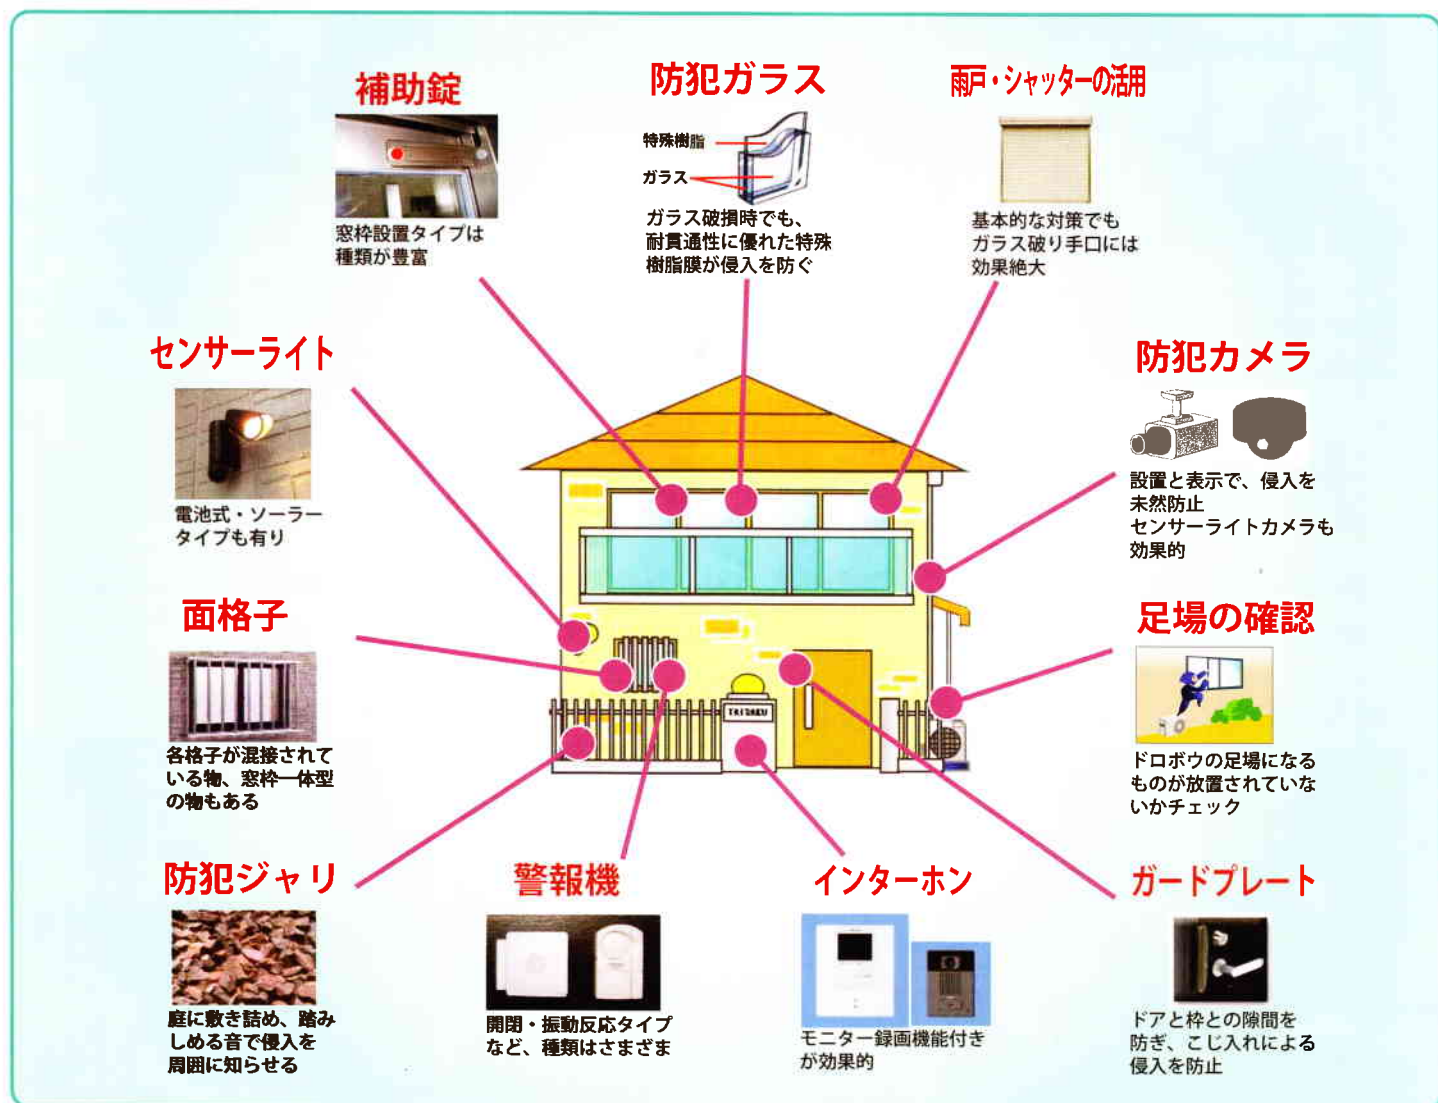 補助錠
窓枠設置タイプは
種類が豊富
防犯ガラス
特殊樹脂
ガラス
ガラス破損時でも、
耐貫通性に優れた特殊
樹脂膜が侵入を防ぐ
雨戸・シャッターの活用
基本的な対策でも
ガラス破り手口には
効果絶大
センサーライト
電池式・ソーラー
タイプも有り
防犯カメラ
設置と表示で、侵入を
未然防止
センサーライトカメラも
効果的
面格子
各格子が混接されて
いる物、窓枠一体型
の物もある
足場の確認
ドロボウの足場になる
ものが放置されていな
いかチェック
防犯ジャリ
庭に敷き詰め、踏み
しめる音で侵入を
周囲に知らせる
警報機
開閉・振動反応タイプ
など、種類はさまざま
インターホン
モニター録画機能付き
が効果的
ガードプレート
ドアと枠との隙間を
防ぎ、こじ入れによる
侵入を防止